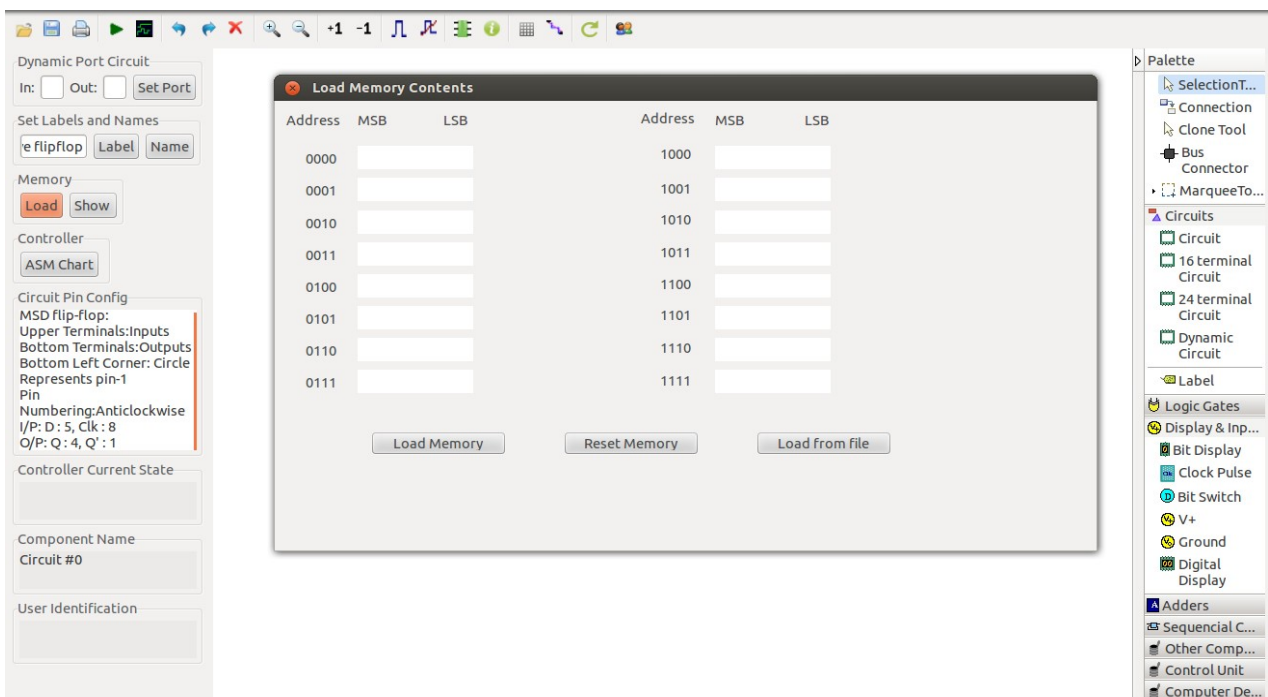 +1 -1
Dynamic Port Circuit
In: Out: Set Port
Set Labels and Names
e flipflop Label Name
Memory
Load Show
Controller
ASM Chart
Circuit Pin Config
MSD flip-flop:
Upper Terminals:Inputs
Bottom Terminals:Outputs
Bottom Left Corner: Circle
Represents pin-1
Pin
Numbering:Anticlockwise
I/P: D : 5, Clk : 8
O/P: Q : 4, Q' : 1
Controller Current State
Component Name
Circuit #0
User Identification
Load Memory Contents
Address MSB LSB Address MSB LSB
0000 1000
0001 1001
0010 1010
0011 1011
0100 1100
0101 1101
0110 1110
0111 1111
Load Memory Reset Memory Load from file
Palette
SelectionT...
Connection
Clone Tool
Bus
Connector
MarqueeTo...
Circuits
Circuit
16 terminal
Circuit
24 terminal
Circuit
Dynamic
Circuit
Label
Logic Gates
Display & Inp...
Bit Display
Clock Pulse
Bit Switch
V+
Ground
Digital
Display
Adders
Sequencial C...
Other Comp...
Control Unit
Computer De...